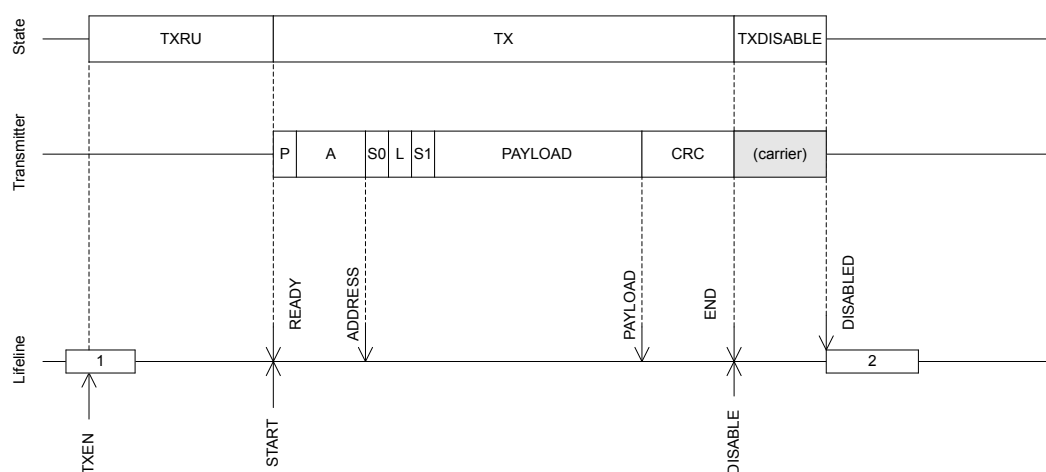 State
TXRU
TX
TXDISABLE
Transmitter
P
A
S0
L
S1
PAYLOAD
CRC
(carrier)
READY
ADDRESS
PAYLOAD
END
DISABLED
Lifeline
1
2
TXEN
START
DISABLE